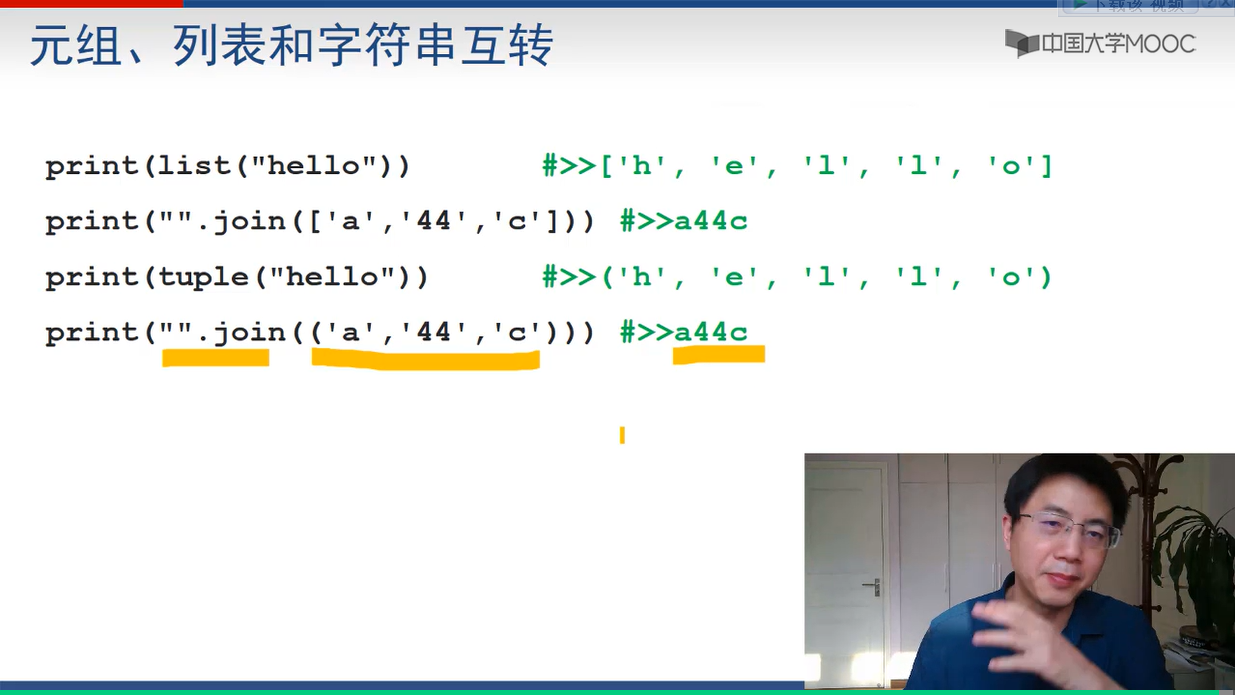 下载该视频
元组、列表和字符串互转
中国大学MOOC
print(list("hello")) #>>['h', 'e', 'l', 'l', 'o']
print("".join(['a','44','c'])) #>>a44c
print(tuple("hello")) #>>('h', 'e', 'l', 'l', 'o')
print("".join(('a','44','c'))) #>>a44c